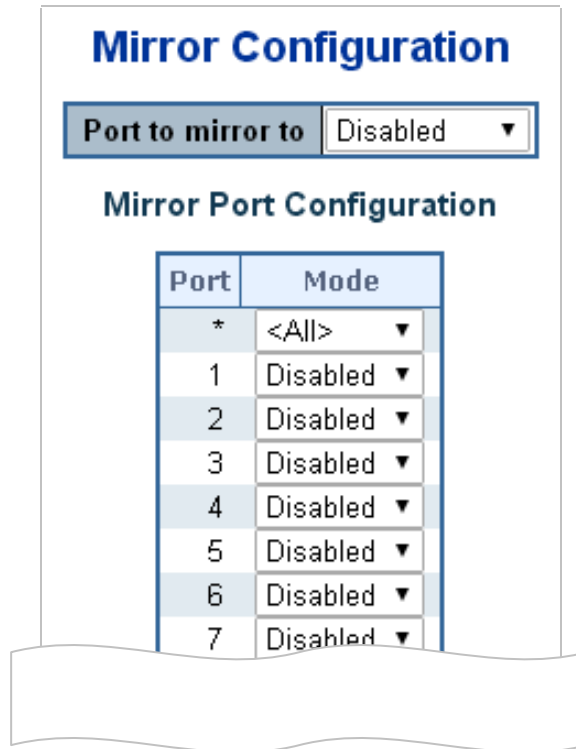 Mirror Configuration
Port to mirror to Disabled
Mirror Port Configuration
Port Mode
* <All>
1 Disabled
2 Disabled
3 Disabled
4 Disabled
5 Disabled
6 Disabled
7 Disabled